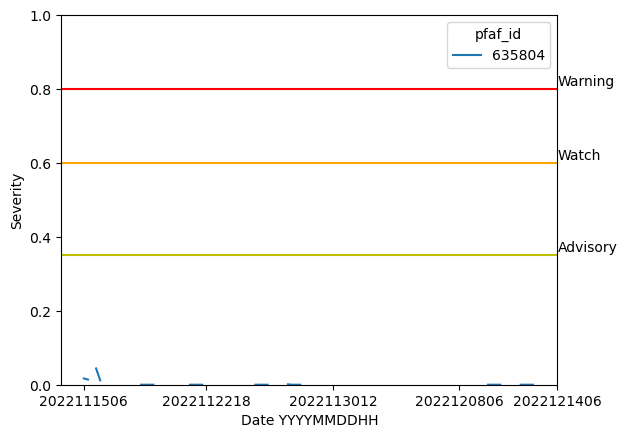 1.0
pfaf_id
635804
0.8
Warning
0.6
Watch
Severity
0.4
Advisory
0.2
0.0
2022111506 2022112218 2022113012 2022120806 2022121406
Date YYYYMMDDHH